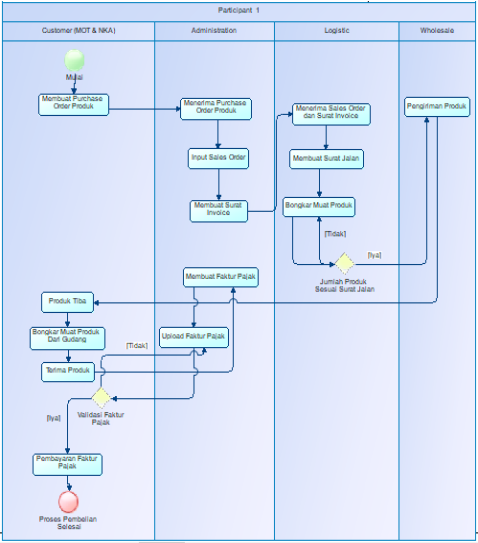 Participant 1
Customer (MOT & NKA)
Administration
Logistic
Wholesale
Mulai
Membuat Purchase
Order Produk
Menerima Purchase
Order Produk
Menerima Sales Order
dan Surat Invoice
Pengiriman Produk
Input Sales Order
Membuat Surat Jalan
Membuat Surat
Invoice
Bongkar Muat Produk
[Tidak]
[Iya]
Jumlah Produk
Sesuai Surat Jalan
Membuat Faktur Pajak
Produk Tiba
Bongkar Muat Produk
Dari Gudang
Upload Faktur Pajak
[Tidak]
Terima Produk
Validasi Faktur
Pajak
[Iya]
Pembayaran Faktur
Pajak
Proses Pembelian
Selesai